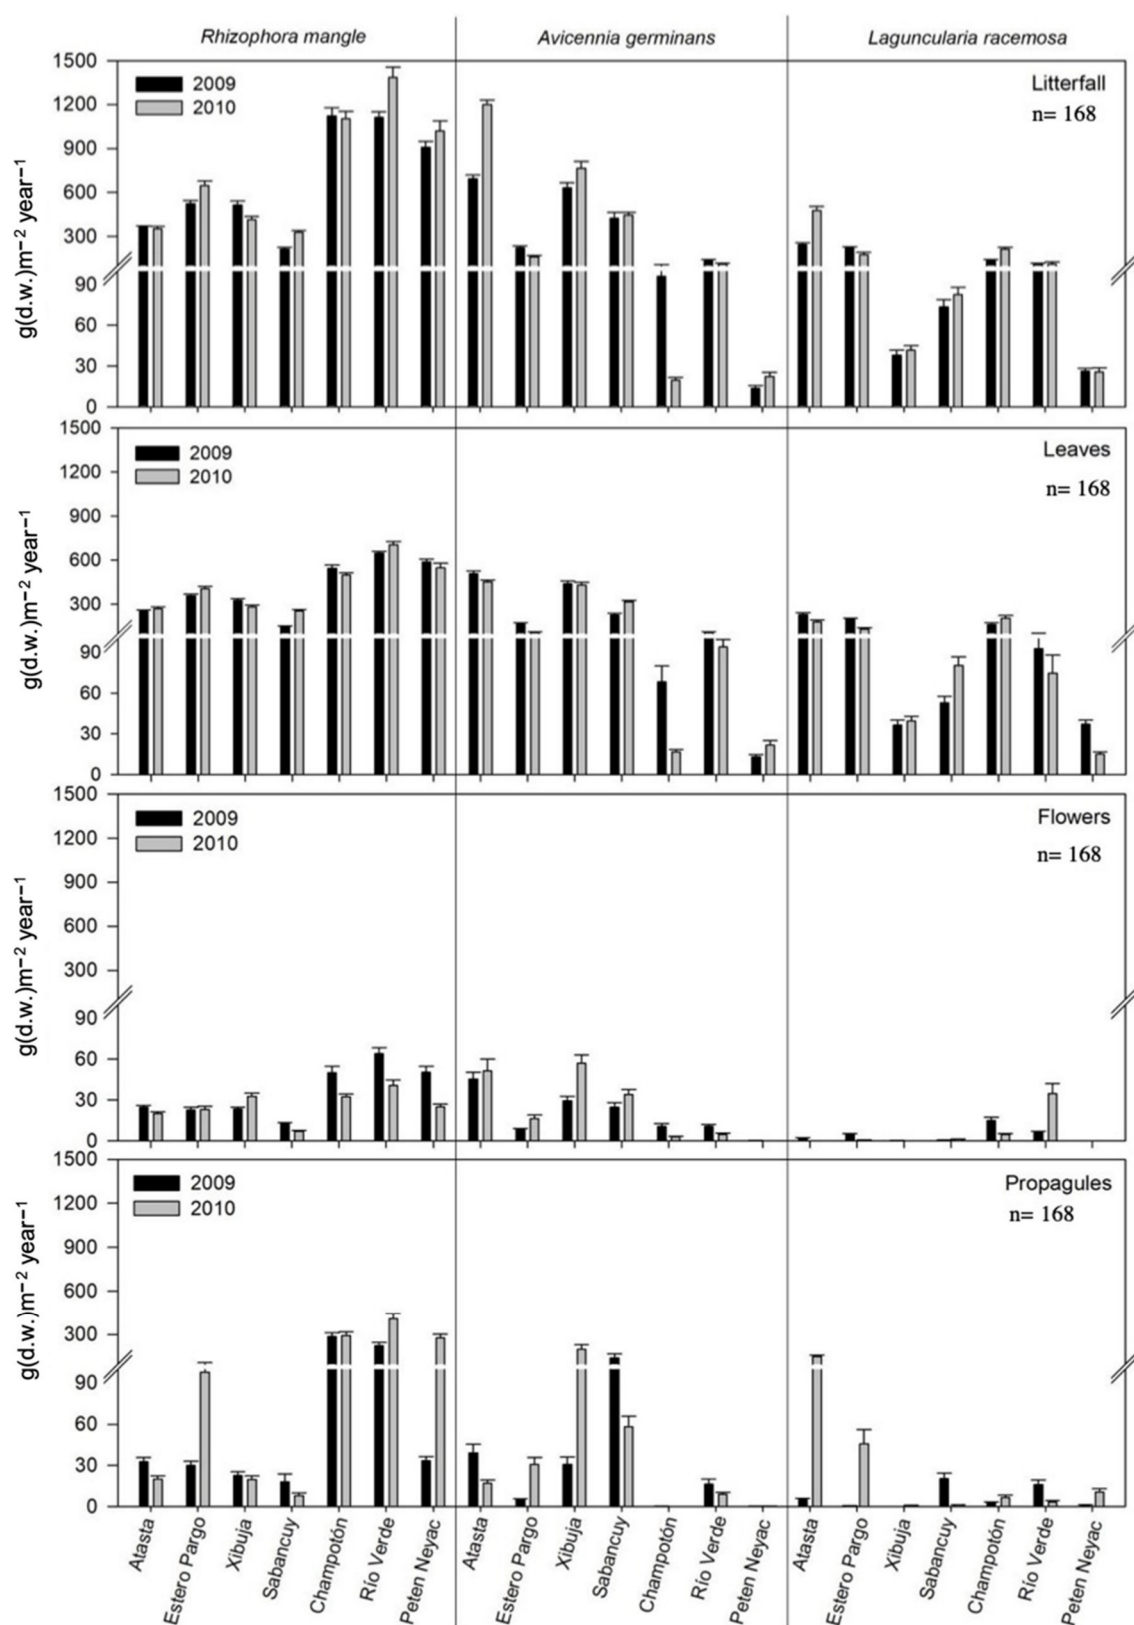 Rhizophora mangle Avicennia germinans Laguncularia racemosa
g(d.w.)m−2 year−1
1500
1200
900
600
300
90
60
30
0
2009
2010
Litterfall
n= 168
g(d.w.)m−2 year−1
1500
1200
900
600
300
90
60
30
0
2009
2010
Leaves
n= 168
g(d.w.)m−2 year−1
1500
1200
900
600
300
90
60
30
0
2009
2010
Flowers
n= 168
g(d.w.)m−2 year−1
1500
1200
900
600
300
90
60
30
0
2009
2010
Propagules
n= 168
Atasta
Estero Pargo
Xibuja
Sabancuy
Champotón
Río Verde
Peten Neyac
Atasta
Estero Pargo
Xibuja
Sabancuy
Champotón
Río Verde
Peten Neyac
Atasta
Estero Pargo
Xibuja
Sabancuy
Champotón
Río Verde
Peten Neyac